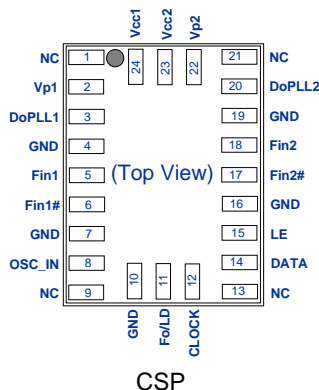 Vcc1 Vcc2 Vp2
24 23 22
NC 1 21 NC
Vp1 2 20 DoPLL2
DoPLL1 3 19 GND
GND 4 18 Fin2
Fin1 5 (Top View) 17 Fin2#
Fin1# 6 16 GND
GND 7 15 LE
OSC_IN 8 14 DATA
NC 9 13 NC
10 11 12
GND Fo/LD CLOCK
CSP